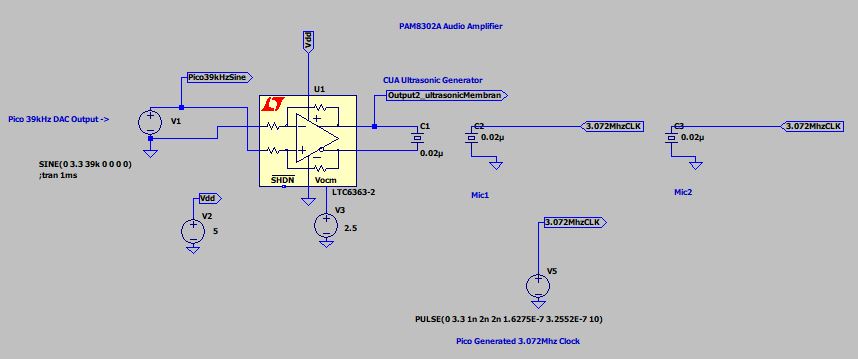 PAM8302A Audio Amplifier
Vdd
Pico39kHzSine
U1
CUA Ultrasonic Generator
Output2_ultrasonicMembran
Pico 39kHz DAC Output ->
V1
C1
0.02µ
C2
0.02µ
3.072MhzCLK
C3
0.02µ
3.072MhzCLK
SINE(0 3.3 39k 0 0 0 0)
;tran 1ms
SHDN
Vocm
LTC6363-2
Mic1
Mic2
Vdd
V2
5
V3
2.5
3.072MhzCLK
V5
PULSE(0 3.3 1n 2n 2n 1.6275E-7 3.2552E-7 10)
Pico Generated 3.072Mhz Clock